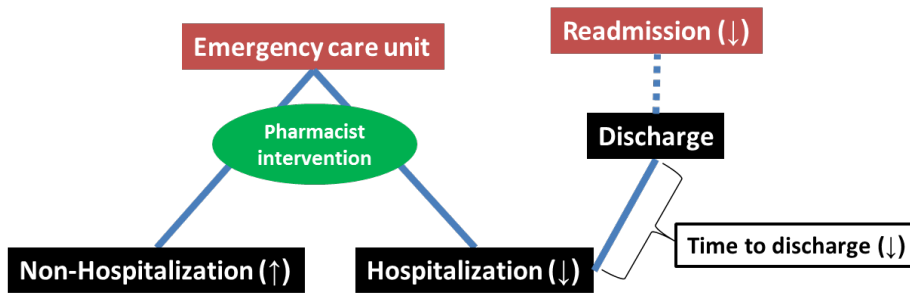 Emergency care unit
Readmission (↓)
Pharmacist
intervention
Discharge
Time to discharge (↓)
Non-Hospitalization (↑)
Hospitalization (↓)